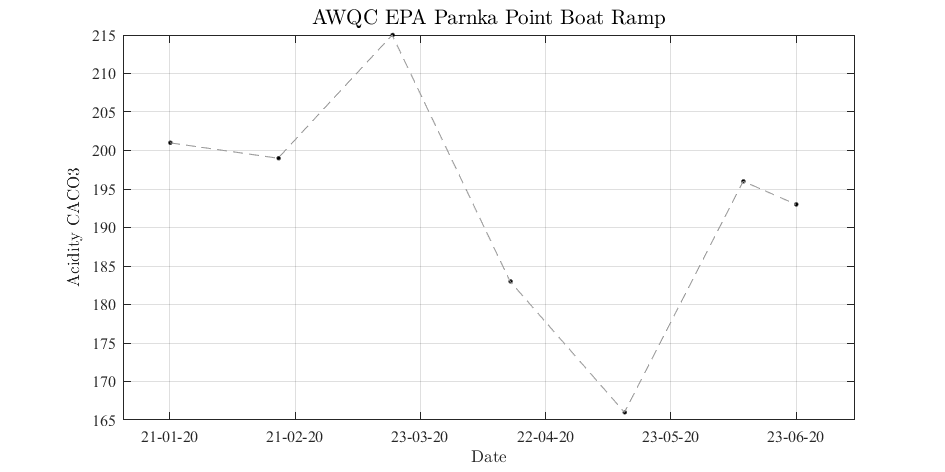 AWQC EPA Parnka Point Boat Ramp
215
210
205
200
195
190
185
180
175
170
165
Acidity CACO3
21-01-20 21-02-20 23-03-20 22-04-20 23-05-20 23-06-20
Date